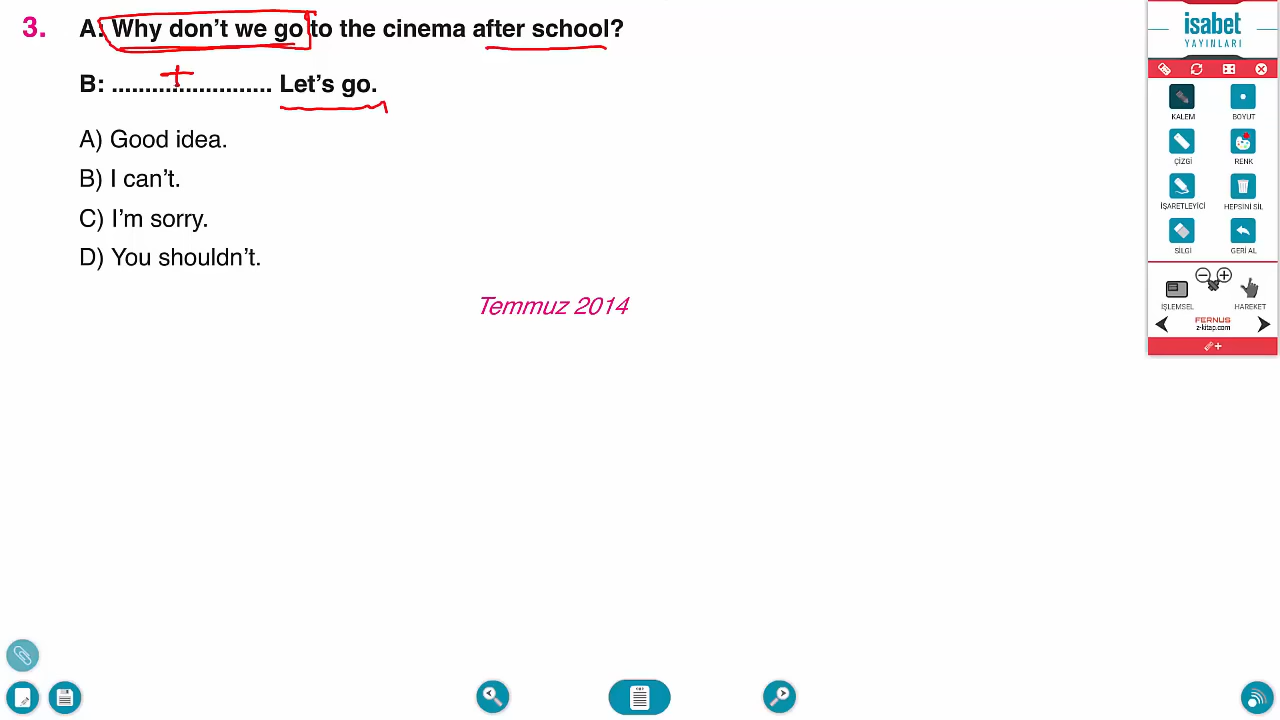 3. A: Why don't we go to the cinema after school?
B: ........................ Let's go.
A) Good idea.
B) I can't.
C) I'm sorry.
D) You shouldn't.
Temmuz 2014
isabet
YAYINLARI
KALEM BOYUT
ÇİZGİ RENK
İŞARETLEYİCİ HEPSİNİ SİL
SİLGİ GERİ AL
İŞLEMSEL HAREKET
FERNUS
z-kitap.com